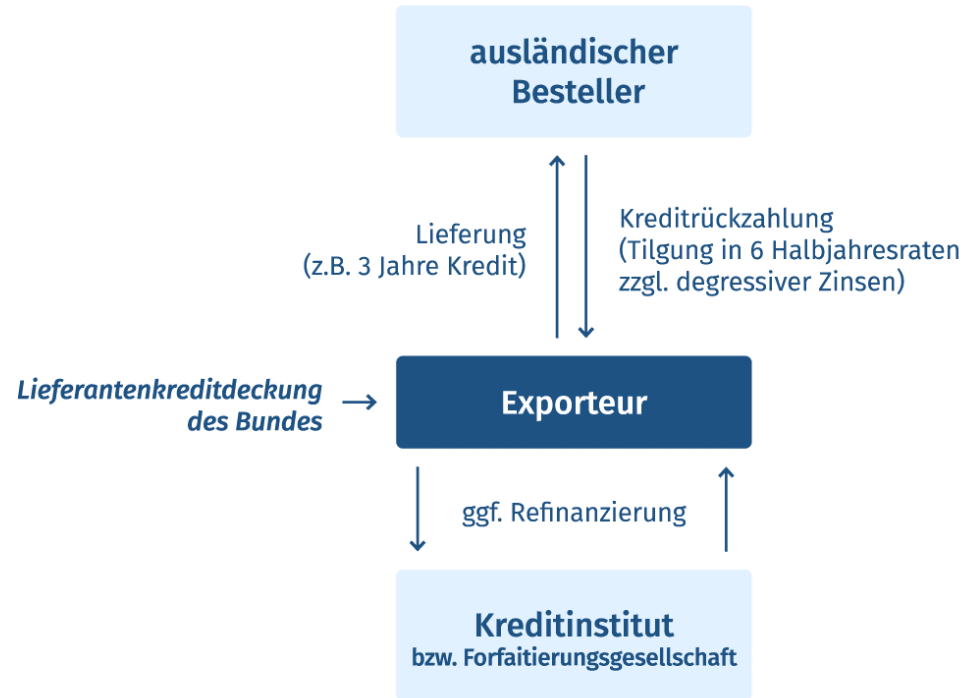 ausländischer
Besteller
Lieferung
(z.B. 3 Jahre Kredit)
Kreditrückzahlung
(Tilgung in 6 Halbjahresraten
zzgl. degressiver Zinsen)
Lieferantenkreditdeckung
des Bundes
Exporteur
ggf. Refinanzierung
Kreditinstitut
bzw. Forfaitierungsgesellschaft